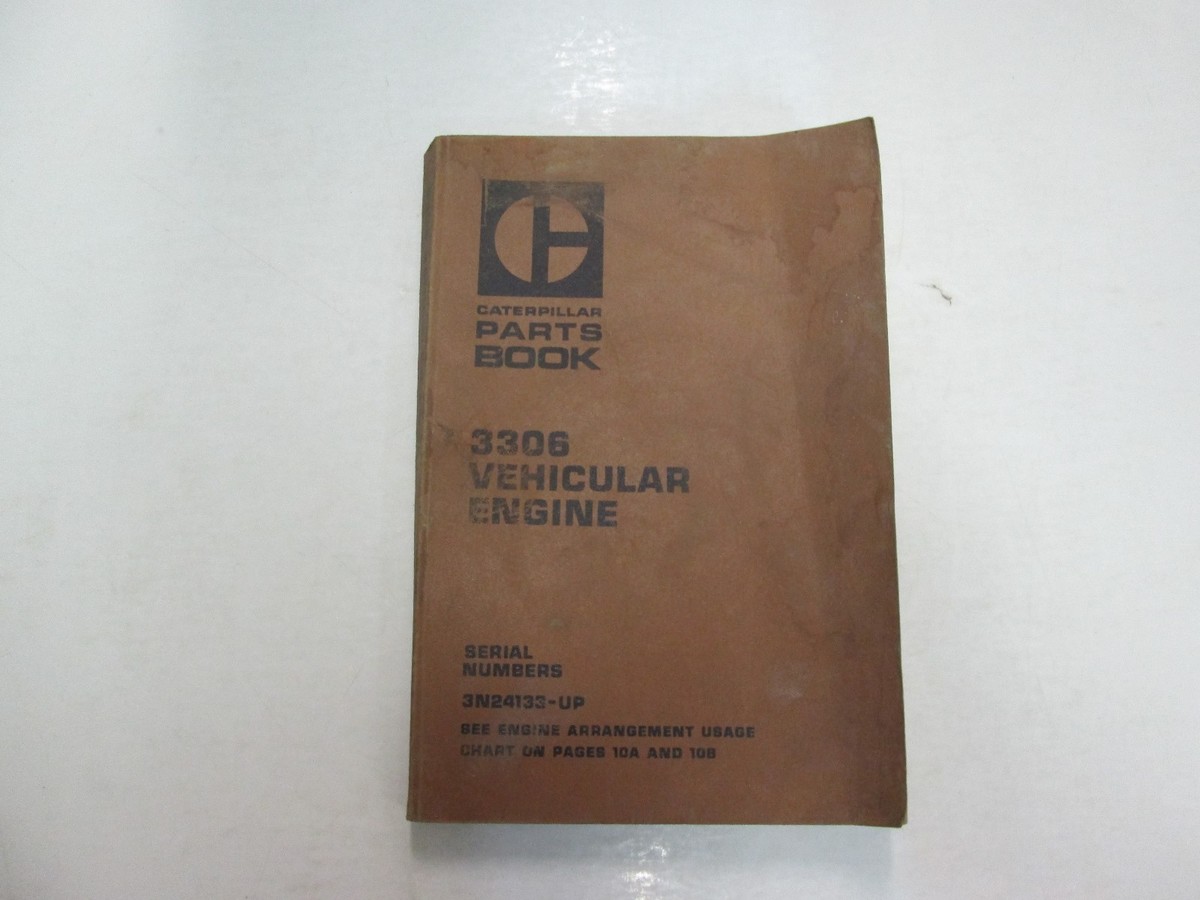 CATERPILLAR
PARTS
BOOK
3306
VEHICULAR
ENGINE
SERIAL
NUMBERS
3N24133-UP
SEE ENGINE ARRANGEMENT USAGE
CHART ON PAGES 10A AND 10B